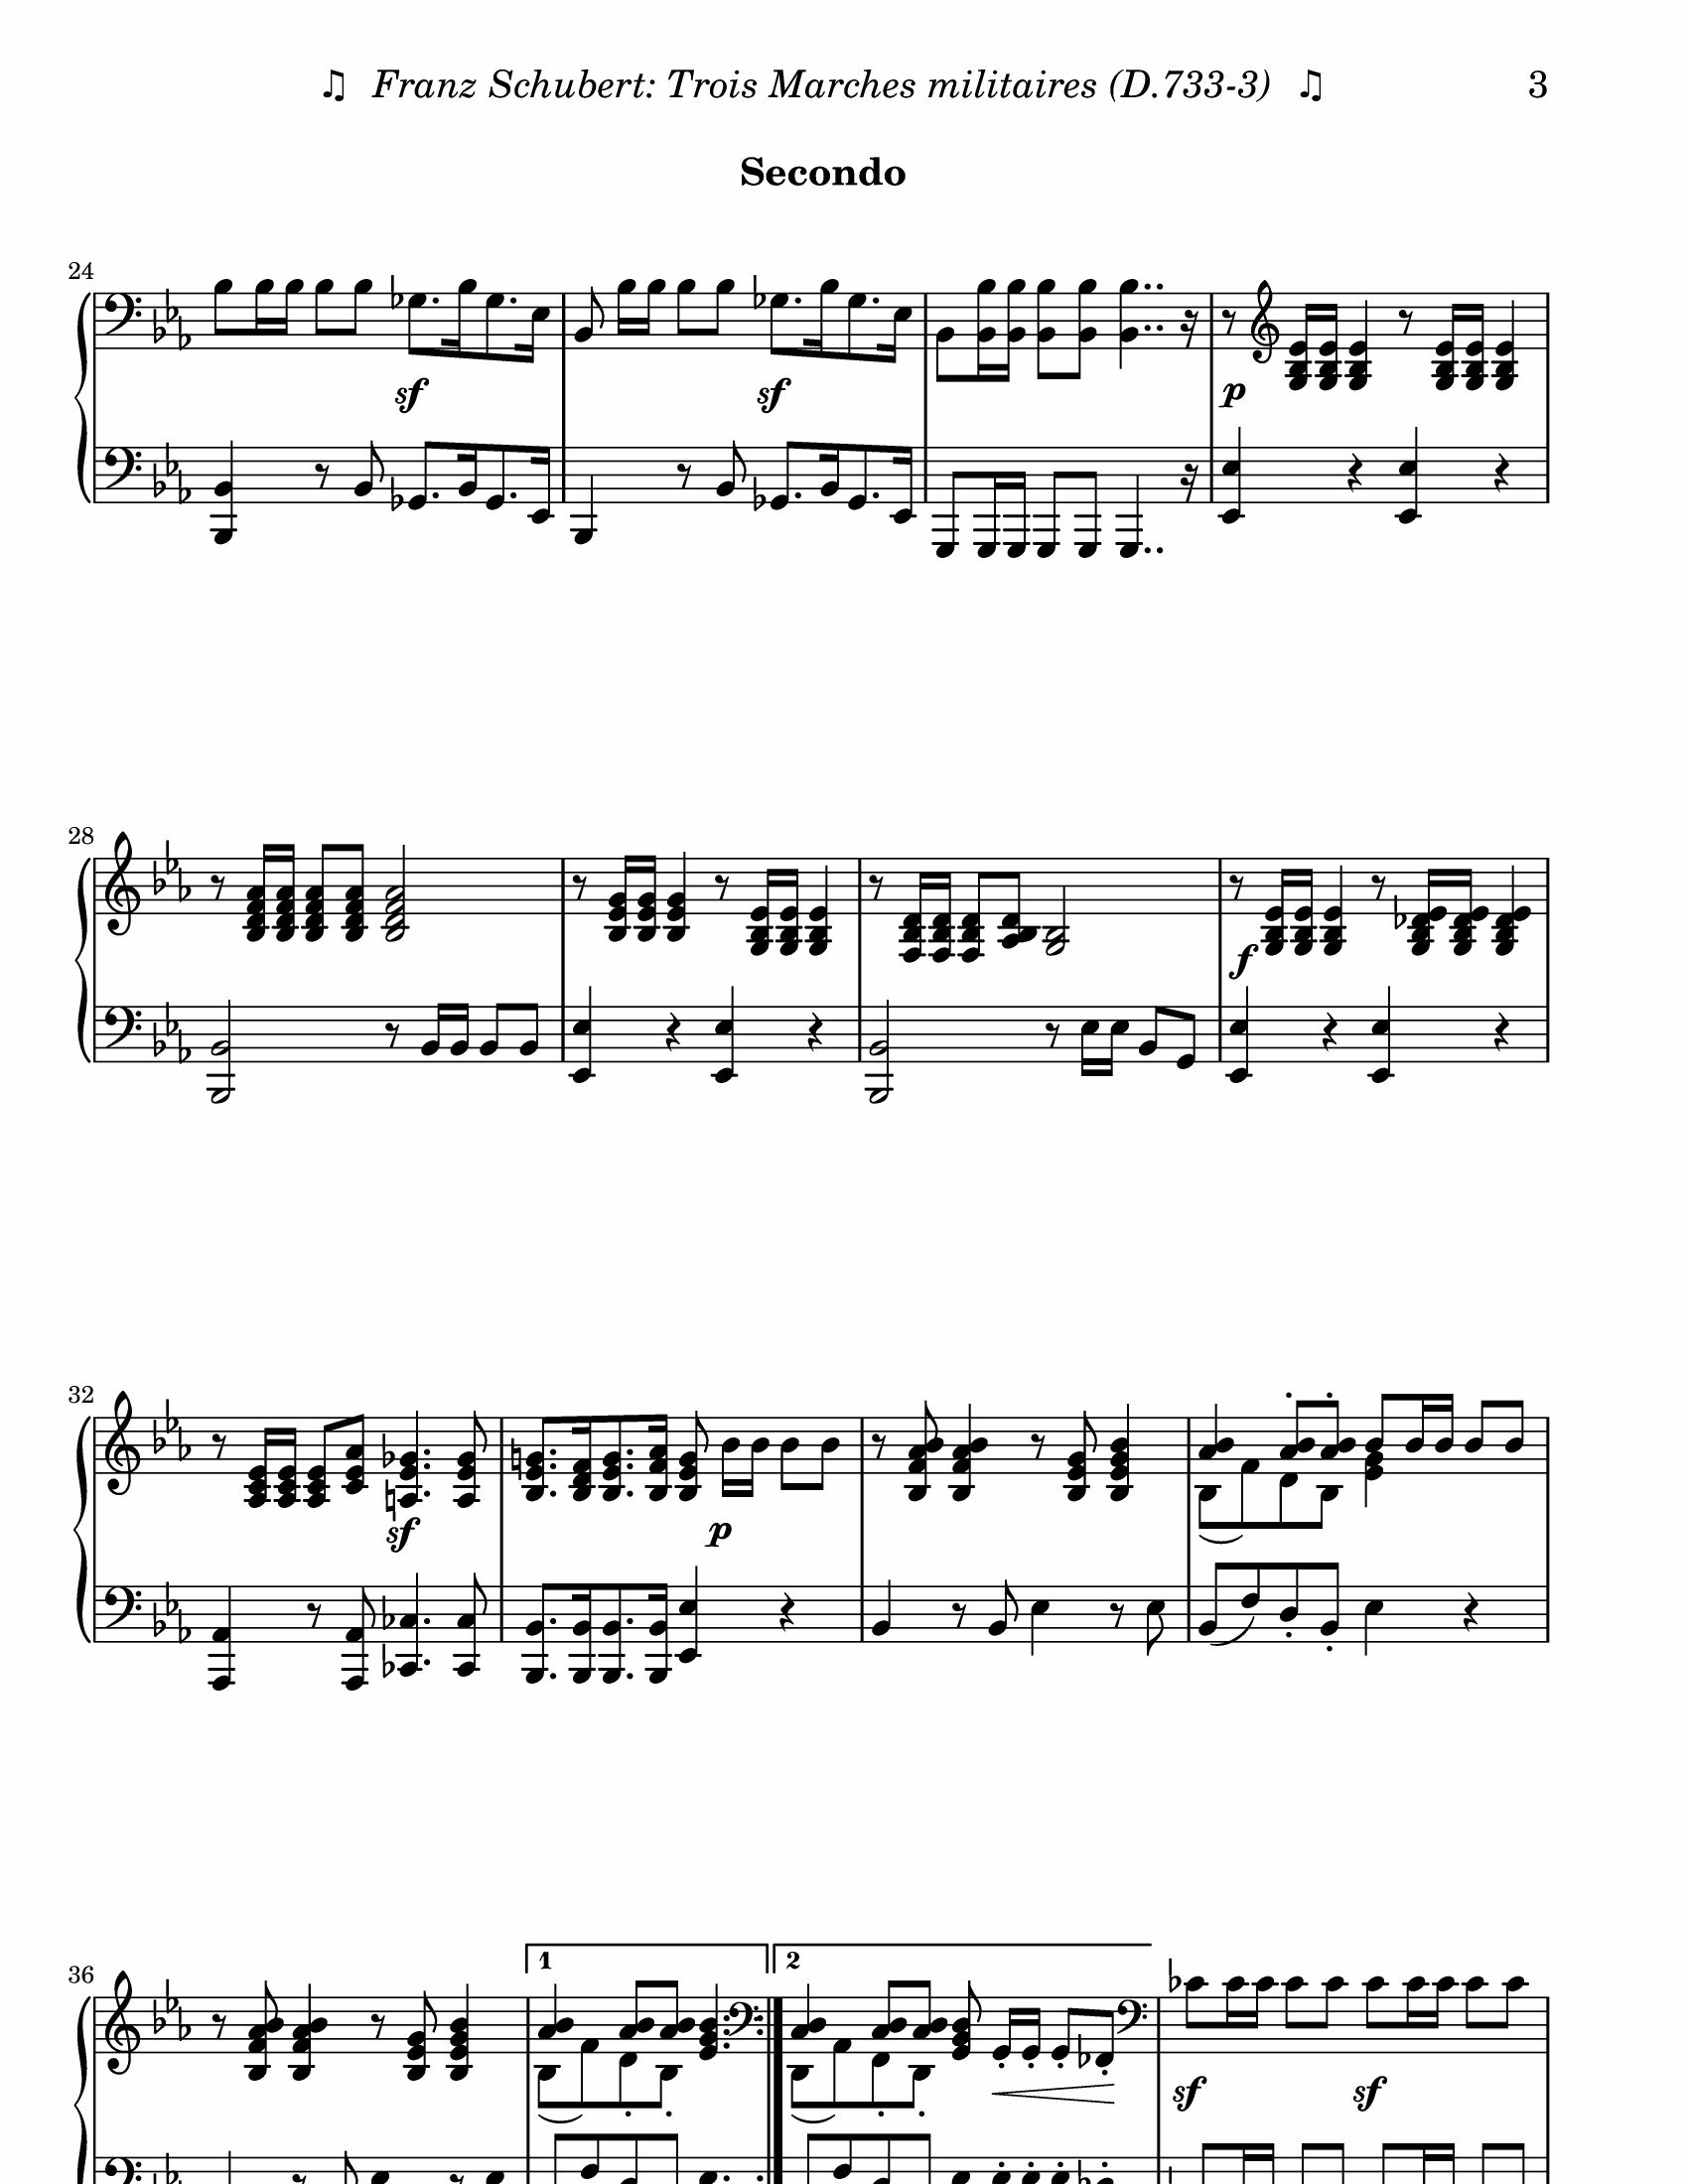 ♫ Franz Schubert: Trois Marches militaires (D.733-3) ♫ 3
Secondo
24
sf sf p
28
f
32
sf p
36
1 2
sf sf